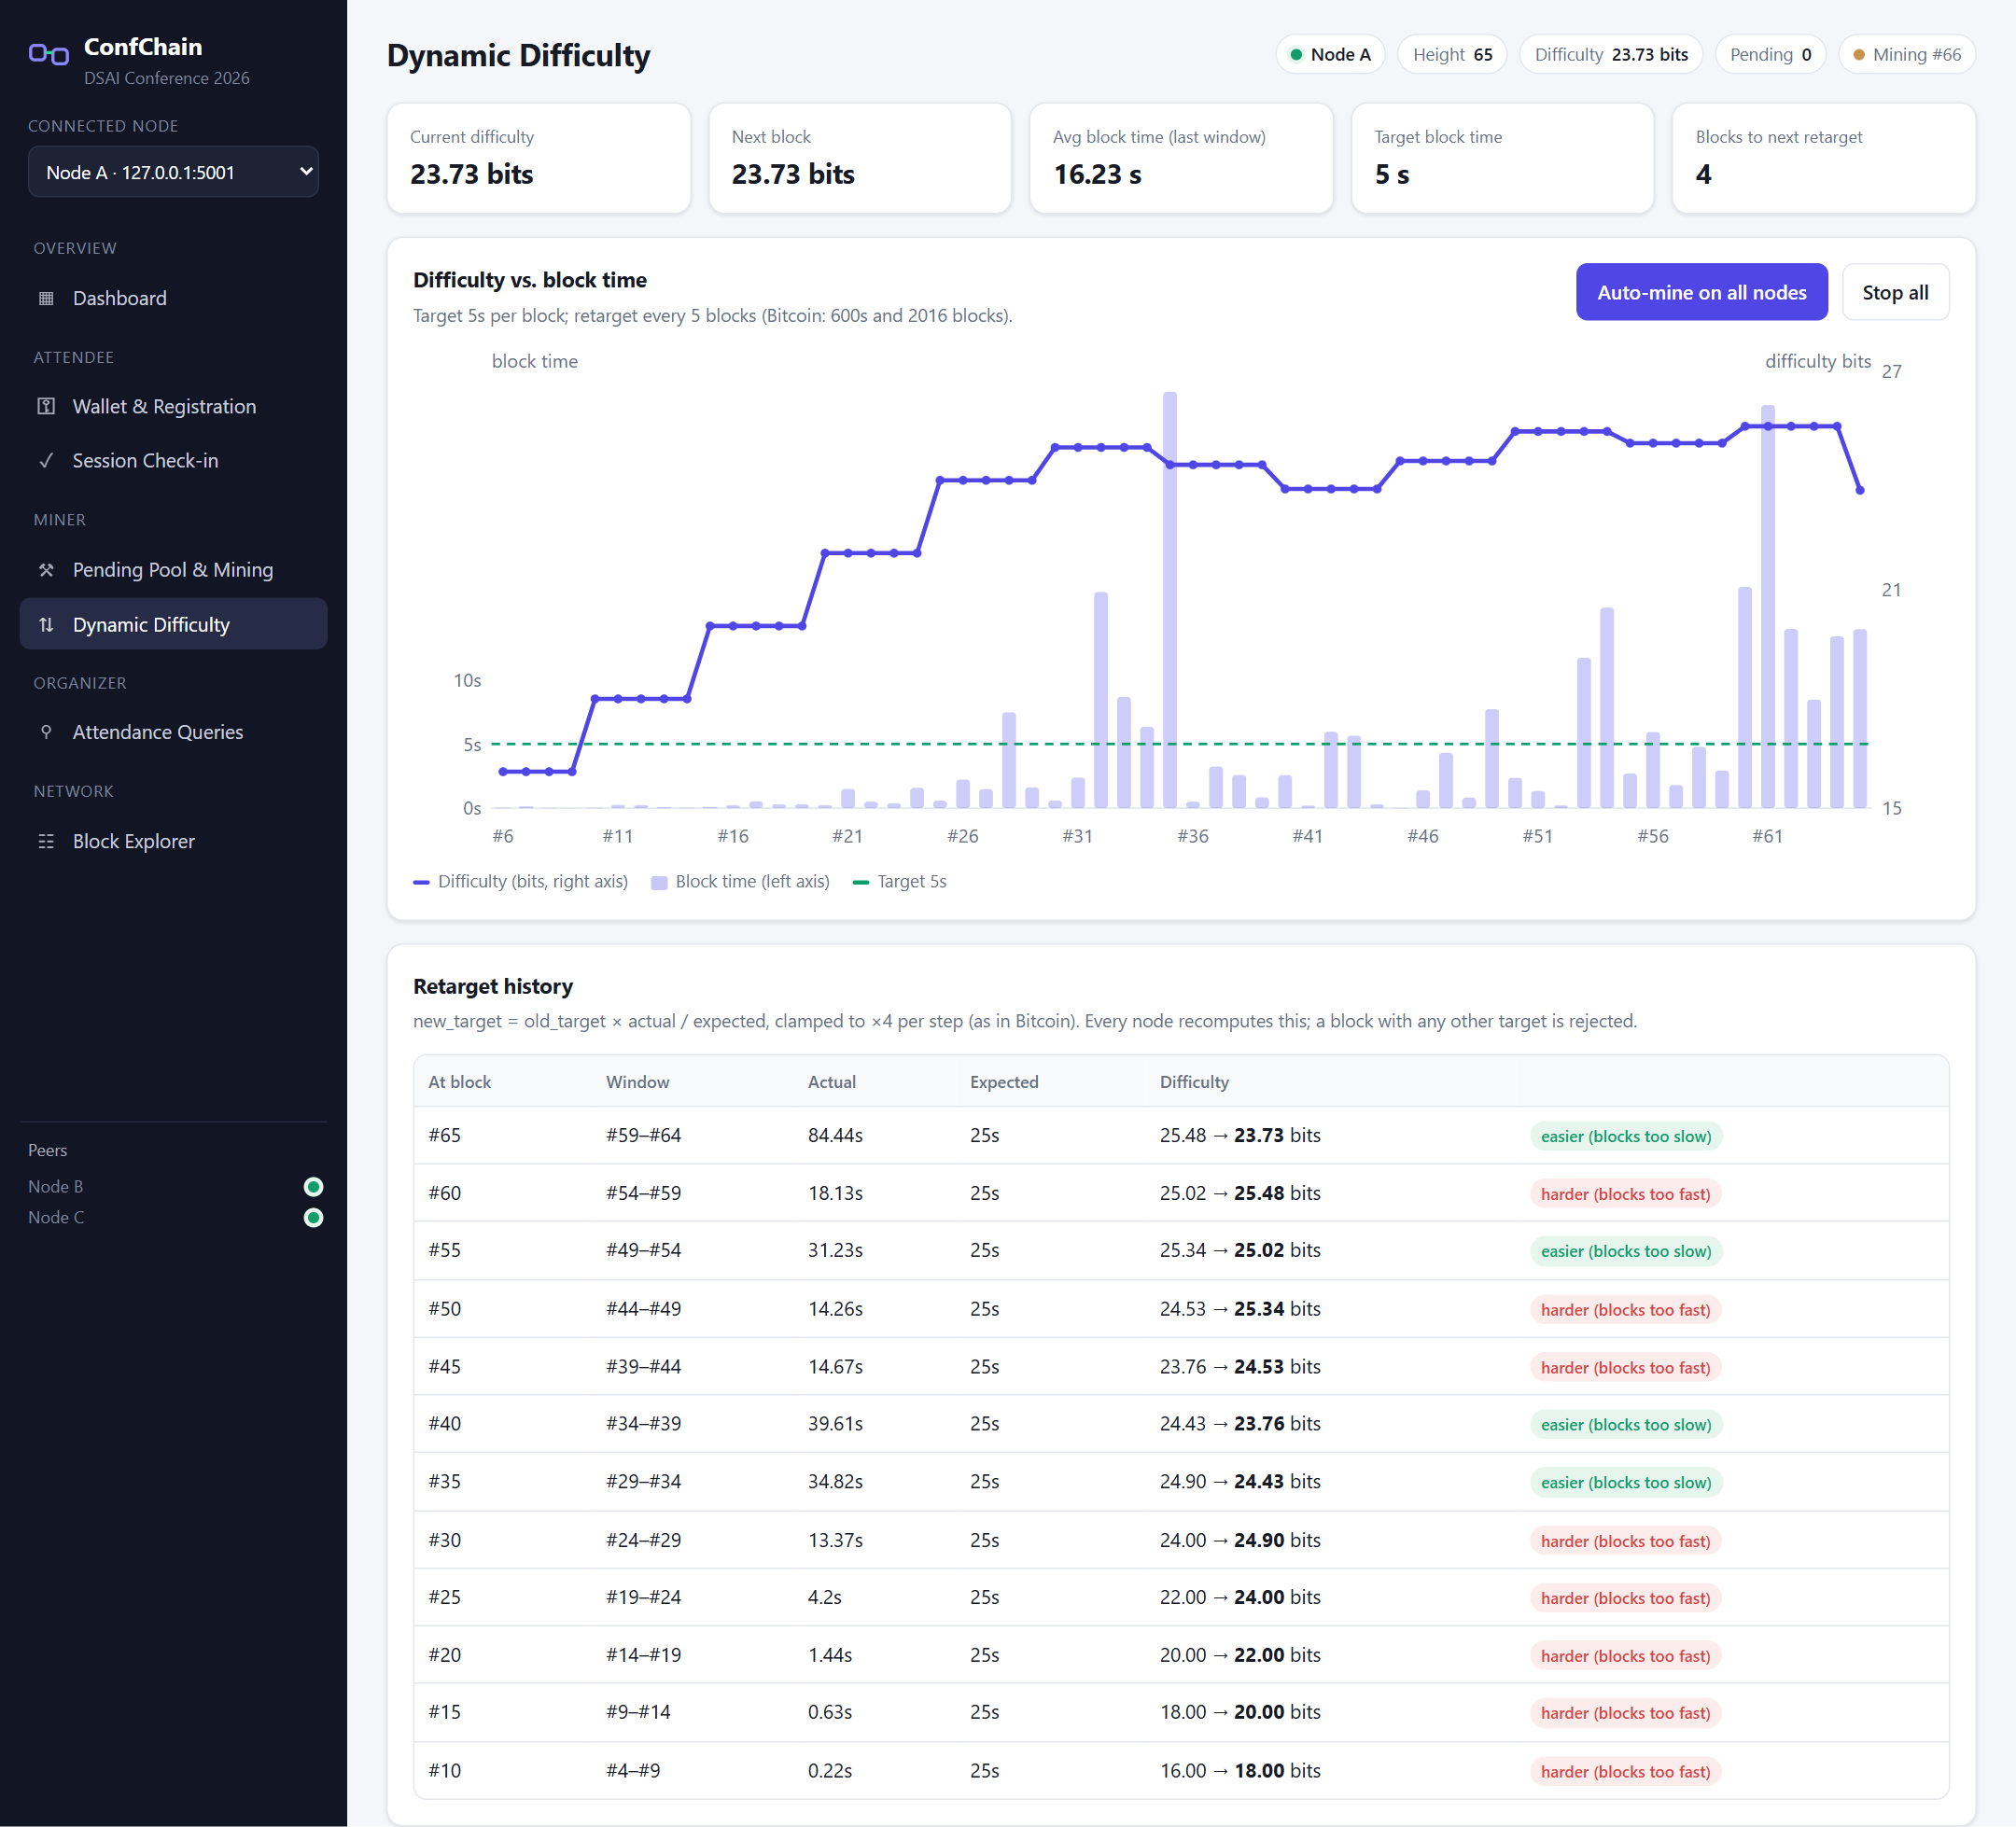 ConfChain
DSAI Conference 2026
CONNECTED NODE
Node A · 127.0.0.1:5001
OVERVIEW
Dashboard
ATTENDEE
Wallet & Registration
Session Check-in
MINER
Pending Pool & Mining
Dynamic Difficulty
ORGANIZER
Attendance Queries
NETWORK
Block Explorer
Peers
Node B
Node C
Dynamic Difficulty
Node A
Height 65
Difficulty 23.73 bits
Pending 0
Mining #66
Current difficulty
23.73 bits
Next block
23.73 bits
Avg block time (last window)
16.23 s
Target block time
5 s
Blocks to next retarget
4
Difficulty vs. block time
Target 5s per block; retarget every 5 blocks (Bitcoin: 600s and 2016 blocks).
Auto-mine on all nodes
Stop all
block time
difficulty bits
27
21
10s
5s
0s
15
#6 #11 #16 #21 #26 #31 #36 #41 #46 #51 #56 #61
Difficulty (bits, right axis) Block time (left axis) Target 5s
Retarget history
new_target = old_target × actual / expected, clamped to ×4 per step (as in Bitcoin). Every node recomputes this; a block with any other target is rejected.
At block Window Actual Expected Difficulty
#65 #59–#64 84.44s 25s 25.48 → 23.73 bits easier (blocks too slow)
#60 #54–#59 18.13s 25s 25.02 → 25.48 bits harder (blocks too fast)
#55 #49–#54 31.23s 25s 25.34 → 25.02 bits easier (blocks too slow)
#50 #44–#49 14.26s 25s 24.53 → 25.34 bits harder (blocks too fast)
#45 #39–#44 14.67s 25s 23.76 → 24.53 bits harder (blocks too fast)
#40 #34–#39 39.61s 25s 24.43 → 23.76 bits easier (blocks too slow)
#35 #29–#34 34.82s 25s 24.90 → 24.43 bits easier (blocks too slow)
#30 #24–#29 13.37s 25s 24.00 → 24.90 bits harder (blocks too fast)
#25 #19–#24 4.2s 25s 22.00 → 24.00 bits harder (blocks too fast)
#20 #14–#19 1.44s 25s 20.00 → 22.00 bits harder (blocks too fast)
#15 #9–#14 0.63s 25s 18.00 → 20.00 bits harder (blocks too fast)
#10 #4–#9 0.22s 25s 16.00 → 18.00 bits harder (blocks too fast)